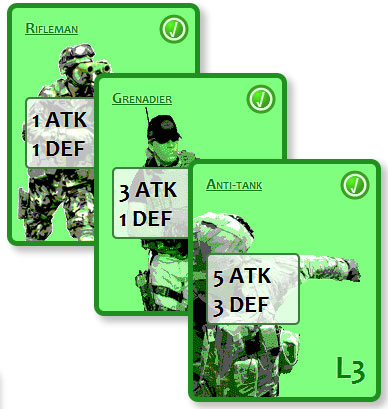 Rifleman
1 ATK
1 DEF
Grenadier
3 ATK
1 DEF
Anti-tank
5 ATK
3 DEF
L3